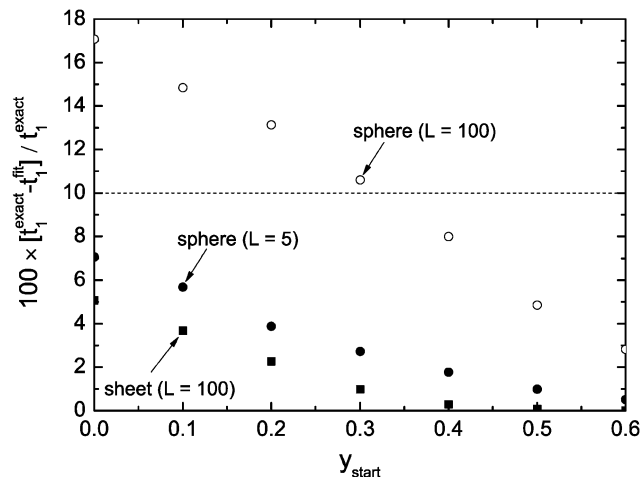 18
16
14
12
10
8
6
4
2
0
100 × [t₁ᵉˣᵃᶜᵗ-t₁ᶠⁱᵗ] / t₁ᵉˣᵃᶜᵗ
sphere (L = 100)
sphere (L = 5)
sheet (L = 100)
0.0 0.1 0.2 0.3 0.4 0.5 0.6
y_start